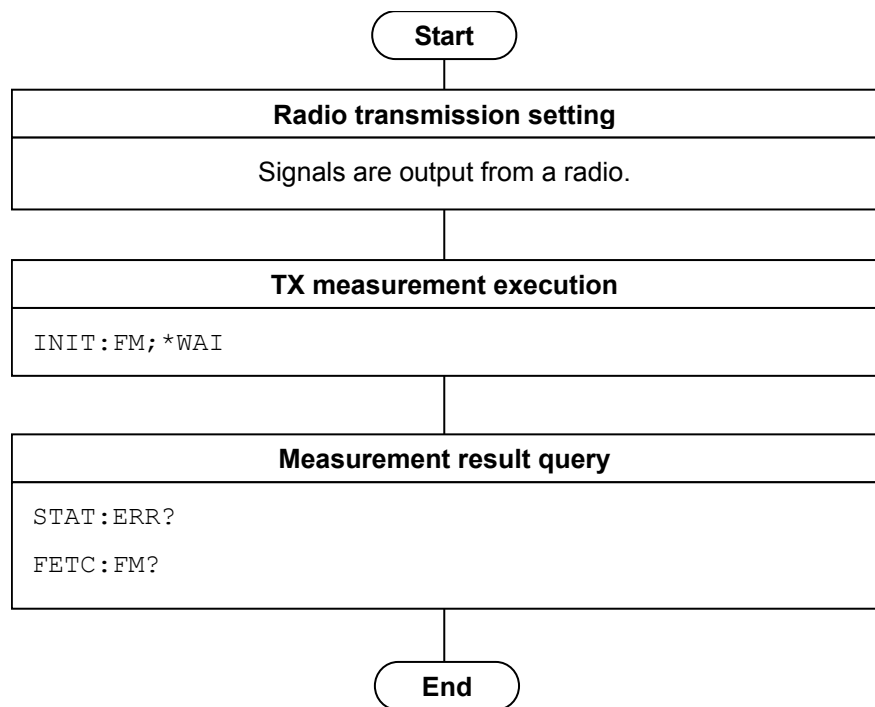 Start
Radio transmission setting
Signals are output from a radio.
TX measurement execution
INIT:FM;*WAI
Measurement result query
STAT:ERR?
FETC:FM?
End